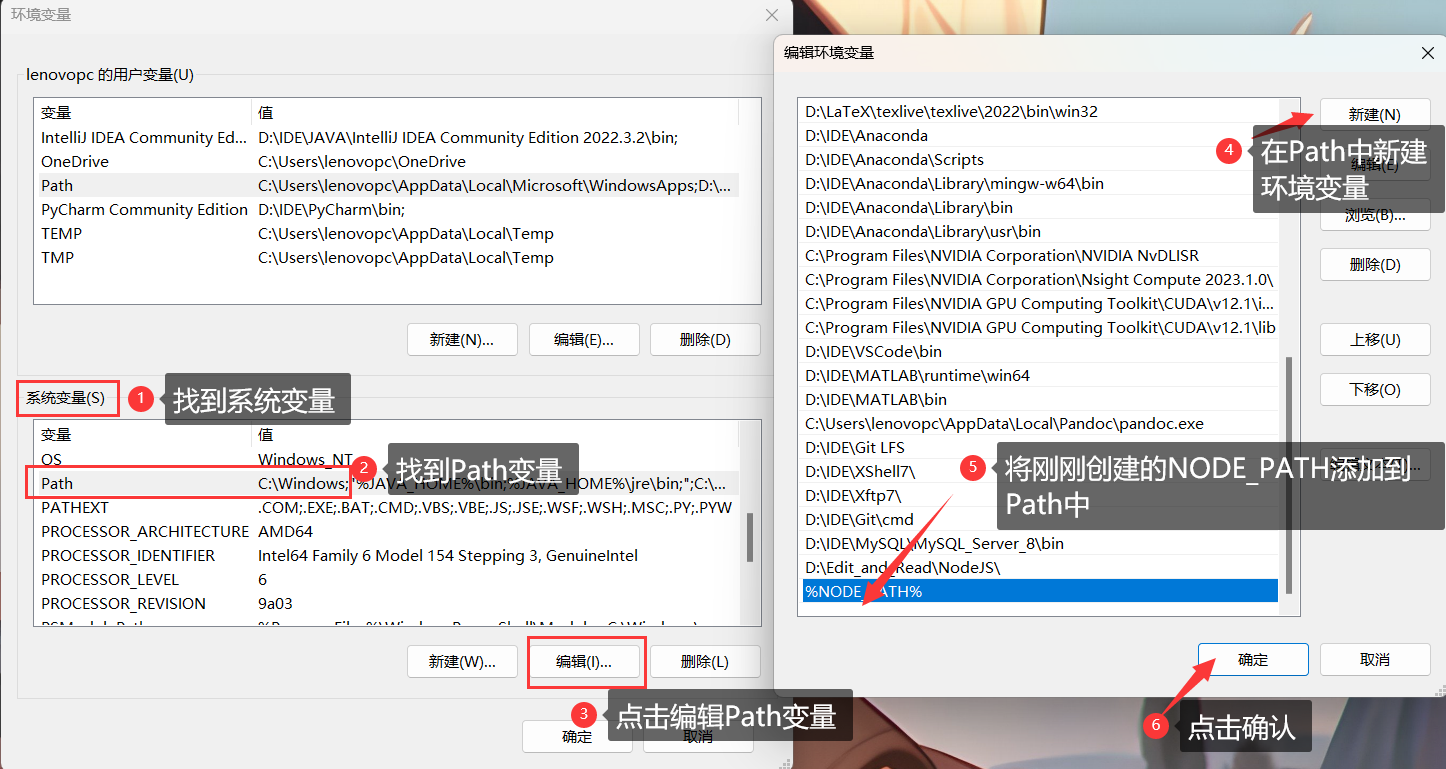 环境变量
lenovopc 的用户变量(U)
变量 值
IntelliJ IDEA Community Ed... D:\IDE\JAVA\IntelliJ IDEA Community Edition 2022.3.2\bin;
OneDrive C:\Users\lenovopc\OneDrive
Path C:\Users\lenovopc\AppData\Local\Microsoft\WindowsApps;D:\...
PyCharm Community Edition D:\IDE\PyCharm\bin;
TEMP C:\Users\lenovopc\AppData\Local\Temp
TMP C:\Users\lenovopc\AppData\Local\Temp
新建(N)... 编辑(E)... 删除(D)
系统变量(S)
1 找到系统变量
变量 值
OS Windows_NT
2 找到Path变量
Path C:\Windows;"%JAVA_HOME%\bin;%JAVA_HOME%\jre\bin;";C:\...
PATHEXT .COM;.EXE;.BAT;.CMD;.VBS;.VBE;.JS;.JSE;.WSF;.WSH;.MSC;.PY;.PYW
PROCESSOR_ARCHITECTURE AMD64
PROCESSOR_IDENTIFIER Intel64 Family 6 Model 154 Stepping 3, GenuineIntel
PROCESSOR_LEVEL 6
PROCESSOR_REVISION 9a03
新建(W)... 编辑(I)... 删除(L)
3 点击编辑Path变量
确定 取消
编辑环境变量
D:\LaTeX\texlive\texlive\2022\bin\win32
D:\IDE\Anaconda
D:\IDE\Anaconda\Scripts
D:\IDE\Anaconda\Library\mingw-w64\bin
D:\IDE\Anaconda\Library\bin
D:\IDE\Anaconda\Library\usr\bin
C:\Program Files\NVIDIA Corporation\NVIDIA NvDLISR
C:\Program Files\NVIDIA Corporation\Nsight Compute 2023.1.0\
C:\Program Files\NVIDIA GPU Computing Toolkit\CUDA\v12.1\i...
C:\Program Files\NVIDIA GPU Computing Toolkit\CUDA\v12.1\lib
D:\IDE\VSCode\bin
D:\IDE\MATLAB\runtime\win64
D:\IDE\MATLAB\bin
C:\Users\lenovopc\AppData\Local\Pandoc\pandoc.exe
D:\IDE\Git LFS
D:\IDE\XShell7\
D:\IDE\Xftp7\
D:\IDE\Git\cmd
D:\IDE\MySQL\MySQL_Server_8\bin
D:\Edit_and_Read\NodeJS\
%NODE_PATH%
新建(N)
4 在Path中新建
环境变量
编辑(E)
浏览(B)...
删除(D)
上移(U)
下移(O)
5 将刚刚创建的NODE_PATH添加到
Path中
确定 取消
6 点击确认